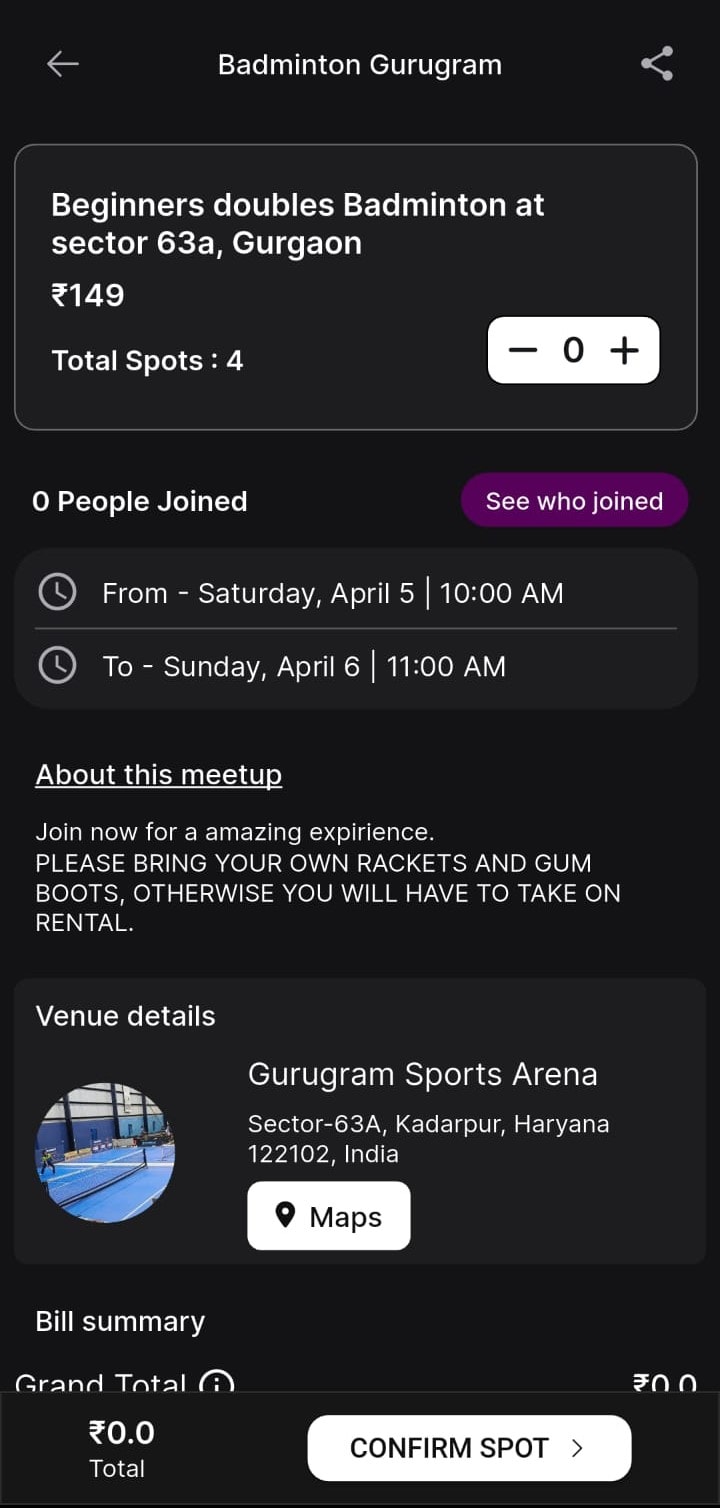 Badminton Gurugram
Beginners doubles Badminton at
sector 63a, Gurgaon
₹149
Total Spots : 4
0
0 People Joined
See who joined
From - Saturday, April 5 | 10:00 AM
To - Sunday, April 6 | 11:00 AM
About this meetup
Join now for a amazing expirience.
PLEASE BRING YOUR OWN RACKETS AND GUM
BOOTS, OTHERWISE YOU WILL HAVE TO TAKE ON
RENTAL.
Venue details
Gurugram Sports Arena
Sector-63A, Kadarpur, Haryana
122102, India
Maps
Bill summary
Grand Total ₹0.0
₹0.0
Total
CONFIRM SPOT